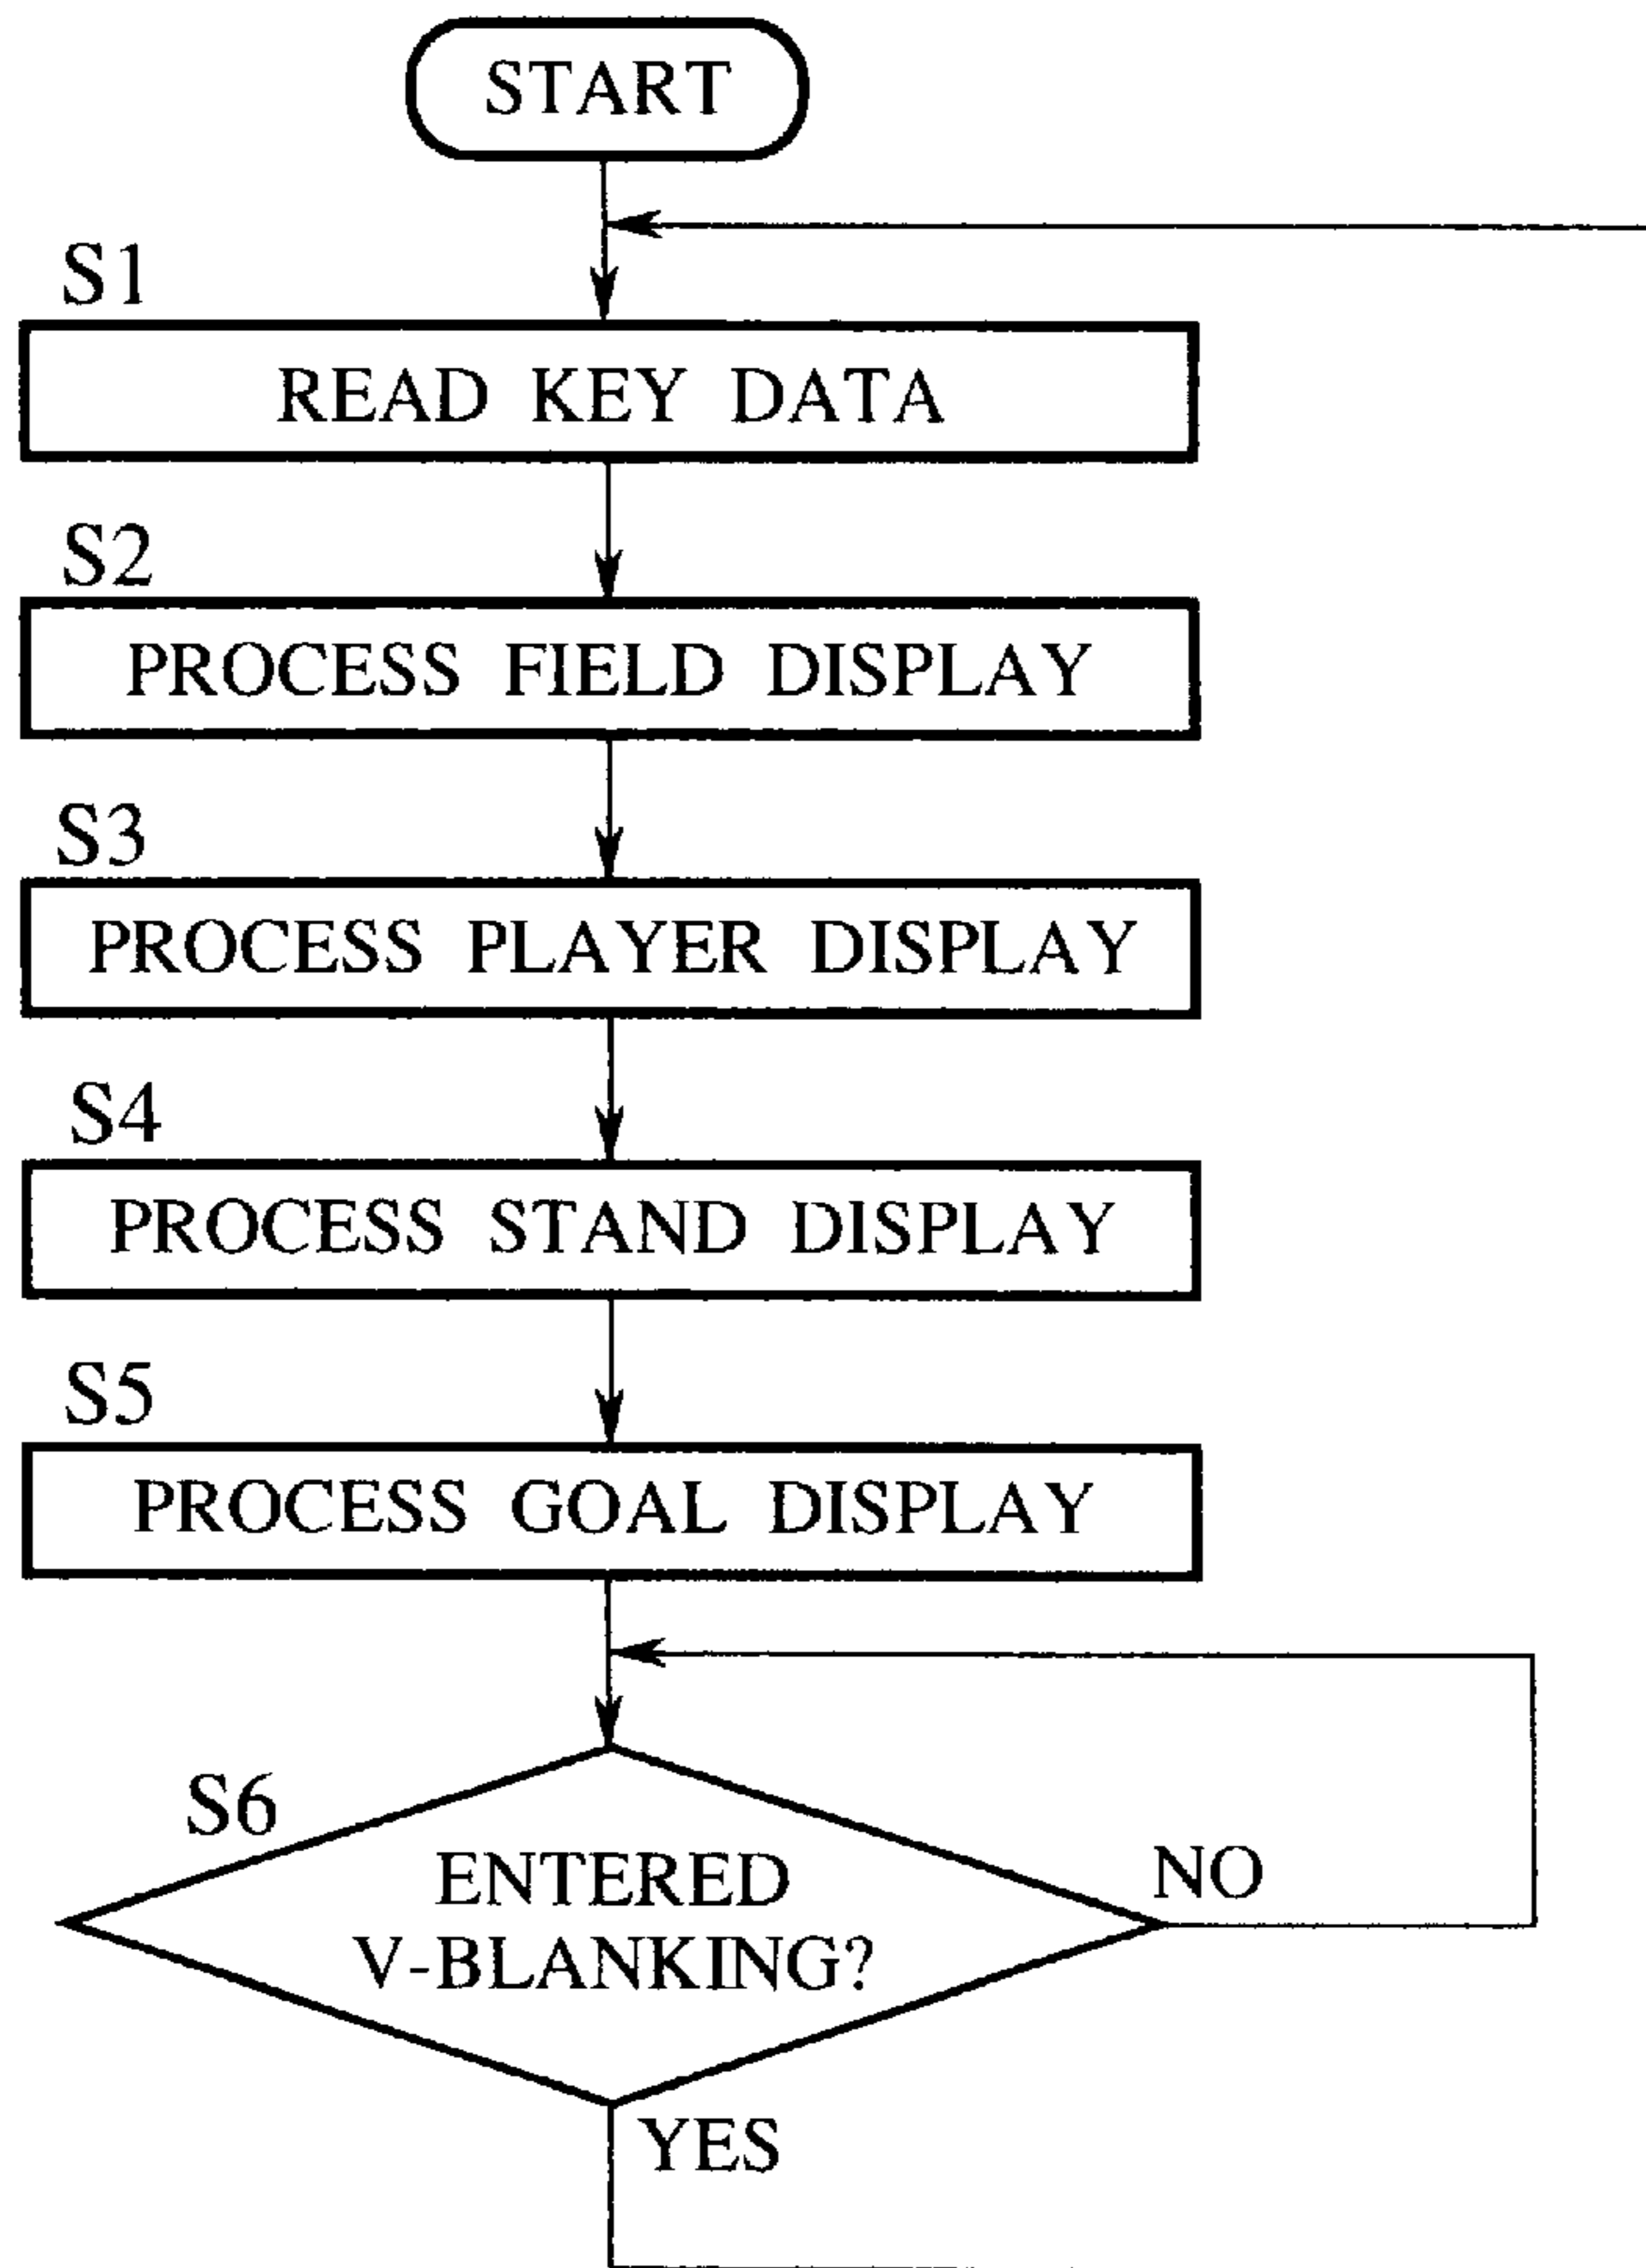 START
S1
READ KEY DATA
S2
PROCESS FIELD DISPLAY
S3
PROCESS PLAYER DISPLAY
S4
PROCESS STAND DISPLAY
S5
PROCESS GOAL DISPLAY
S6
ENTERED
V-BLANKING?
NO
YES